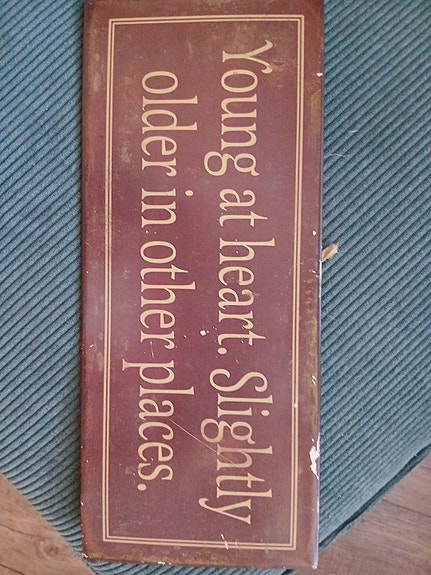 Young at heart. Slightly
older in other places.